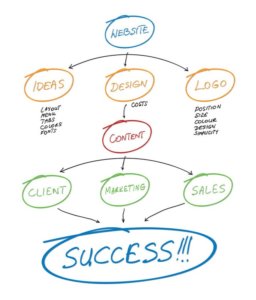 WEBSITE
IDEAS
DESIGN
LOGO
LAYOUT
MENU
TABS
COLORS
FONTS
COSTS
POSITION
SIZE
COLOUR
DESIGN
SIMPLICITY
CONTENT
CLIENT
MARKETING
SALES
SUCCESS!!!